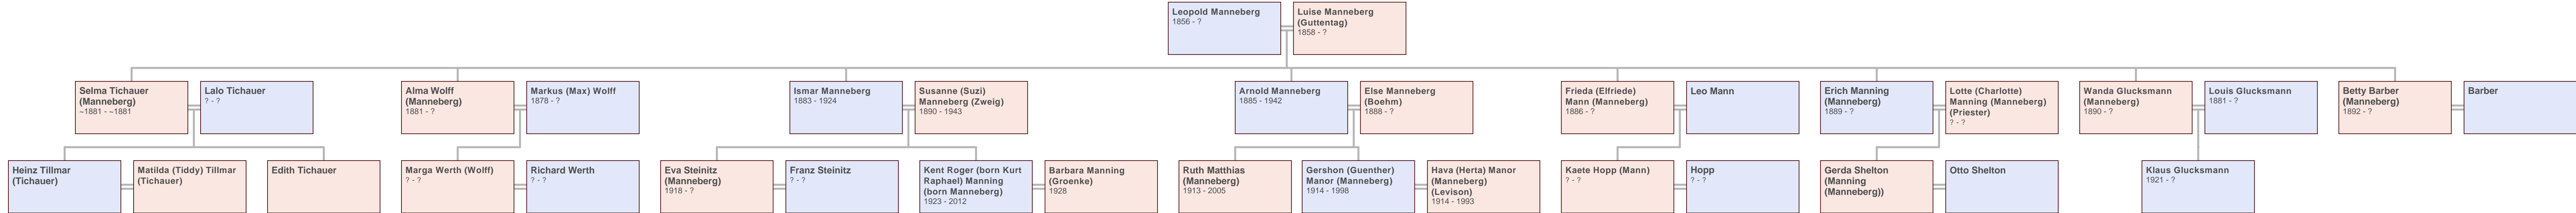 Leopold Manneberg
1856 - ?
Luise Manneberg
(Guttentag)
1858 - ?
Selma Tichauer
(Manneberg)
~1881 - ~1881
Lalo Tichauer
? - ?
Alma Wolff
(Manneberg)
1881 - ?
Markus (Max) Wolff
1878 - ?
Ismar Manneberg
1883 - 1924
Susanne (Suzi)
Manneberg (Zweig)
1890 - 1943
Arnold Manneberg
1885 - 1942
Else Manneberg
(Boehm)
1888 - ?
Frieda (Elfriede)
Mann (Manneberg)
1886 - ?
Leo Mann
Erich Manning
(Manneberg)
1889 - ?
Lotte (Charlotte)
Manning (Manneberg)
(Priester)
? - ?
Wanda Glucksmann
(Manneberg)
1890 - ?
Louis Glucksmann
1881 - ?
Betty Barber
(Manneberg)
1892 - ?
Barber
Heinz Tillmar
(Tichauer)
Matilda (Tiddy) Tillmar
(Tichauer)
Edith Tichauer
Marga Werth (Wolff)
? - ?
Richard Werth
? - ?
Eva Steinitz
(Manneberg)
1918 - ?
Franz Steinitz
Kent Roger (born Kurt
Raphael) Manning
(born Manneberg)
1923 - 2012
Barbara Manning
(Groenke)
1928
Ruth Matthias
(Manneberg)
1913 - 2005
Gershon (Guenther)
Manor (Manneberg)
1914 - 1998
Hava (Herta) Manor
(Manneberg)
(Levison)
1914 - 1993
Kaete Hopp (Mann)
? - ?
Hopp
? - ?
Gerda Shelton
(Manning
(Manneberg))
Otto Shelton
Klaus Glucksmann
1921 - ?